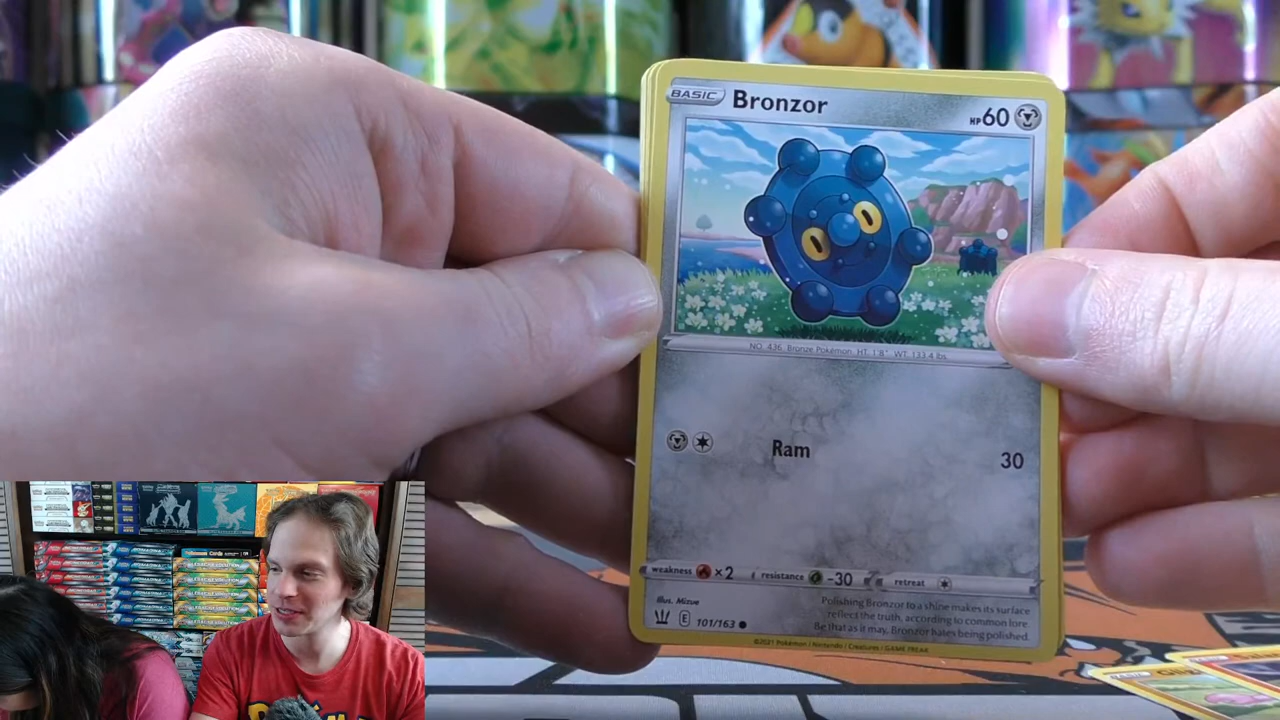 BASIC Bronzor HP60
NO. 436 Bronze Pokémon HT: 1'8" WT: 133.4 lbs.
Ram 30
weakness ×2 resistance -30 retreat
Illus. Mizue
Polishing Bronzor to a shine makes its surface
reflect the truth, according to common lore.
Be that as it may, Bronzor hates being polished.
E 101/163
©2021 Pokémon / Nintendo / Creatures / GAME FREAK
BASIC